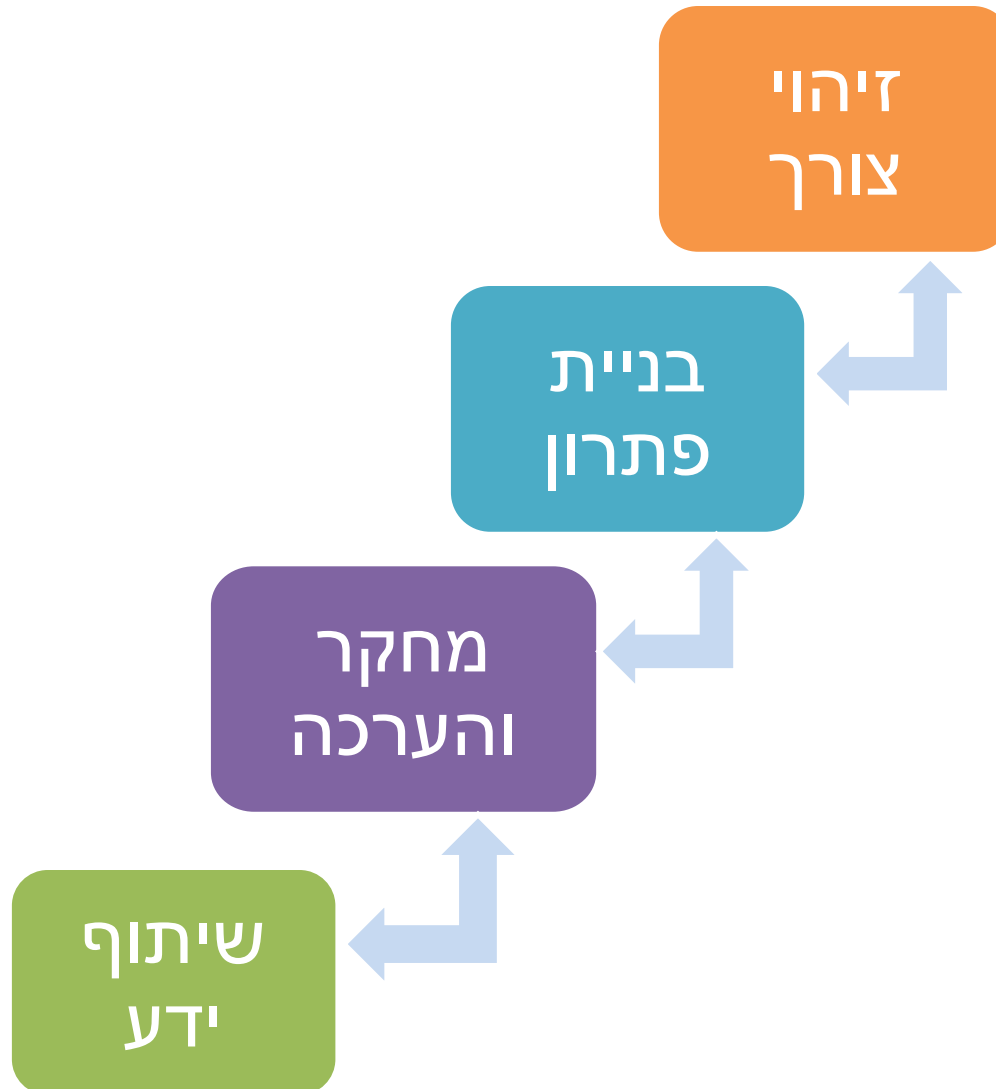 זיהוי
צורך
בניית
פתרון
מחקר
והערכה
שיתוף
ידע